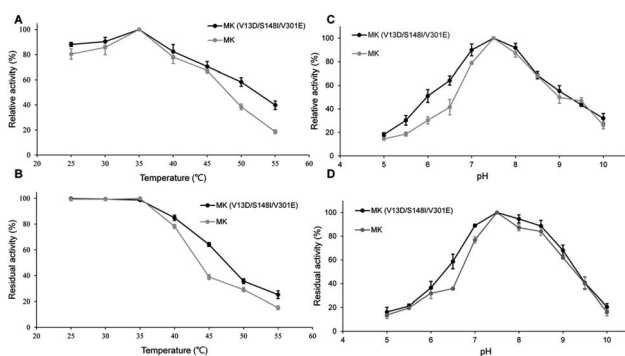 A
Relative activity (%)
120
100
80
60
40
20
0
MK (V13D/S148I/V301E)
MK
20 25 30 35 40 45 50 55 60
Temperature (℃)
B
Residual activity (%)
120
100
80
60
40
20
0
MK (V13D/S148I/V301E)
MK
20 25 30 35 40 45 50 55 60
Temperature (℃)
C
Relative activity (%)
120
100
80
60
40
20
0
MK (V13D/S148I/V301E)
MK
4 5 6 7 8 9 10
pH
D
Residual activity (%)
120
100
80
60
40
20
0
MK (V13D/S148I/V301E)
MK
4 5 6 7 8 9 10
pH